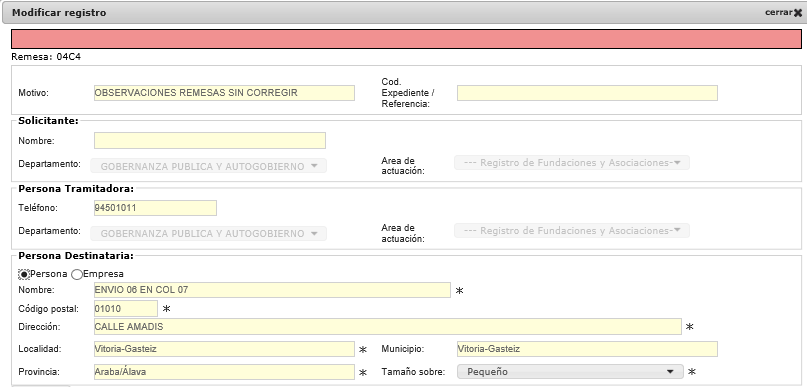 Modificar registro cerrar
Remesa: 04C4
Motivo: OBSERVACIONES REMESAS SIN CORREGIR
Cod.
Expediente /
Referencia:
Solicitante:
Nombre:
Departamento: GOBERNANZA PUBLICA Y AUTOGOBIERNO
Area de
actuación:
--- Registro de Fundaciones y Asociaciones-
Persona Tramitadora:
Teléfono: 94501011
Departamento: GOBERNANZA PUBLICA Y AUTOGOBIERNO
Area de
actuación:
--- Registro de Fundaciones y Asociaciones-
Persona Destinataria:
Persona Empresa
Nombre: ENVIO 06 EN COL 07 *
Código postal: 01010 *
Dirección: CALLE AMADIS *
Localidad: Vitoria-Gasteiz * Municipio: Vitoria-Gasteiz
Provincia: Araba/Álava * Tamaño sobre: Pequeño *